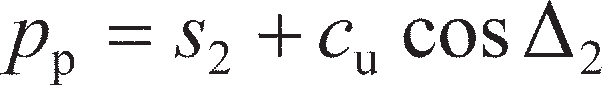 p_p = s_2 + c_u cos Δ_2